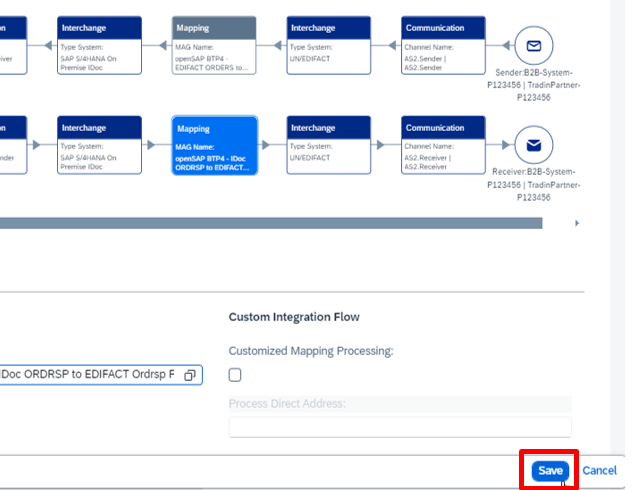 on
Interchange
Mapping
Interchange
Communication
iver
Type System:
SAP S/4HANA On
Premise IDoc
MAG Name:
openSAP BTP4 -
EDIFACT ORDERS to...
Type System:
UN/EDIFACT
Channel Name:
AS2.Sender |
AS2.Sender
Sender:B2B-System-
P123456 | TradinPartner-
P123456
on
Interchange
Mapping
Interchange
Communication
nder
Type System:
SAP S/4HANA On
Premise IDoc
MAG Name:
openSAP BTP4 - IDoc
ORDRSP to EDIFACT...
Type System:
UN/EDIFACT
Channel Name:
AS2.Receiver |
AS2.Receiver
Receiver:B2B-System-
P123456 | TradinPartner-
P123456
Custom Integration Flow
Customized Mapping Processing:
IDoc ORDRSP to EDIFACT Ordrsp F
Process Direct Address:
Save
Cancel